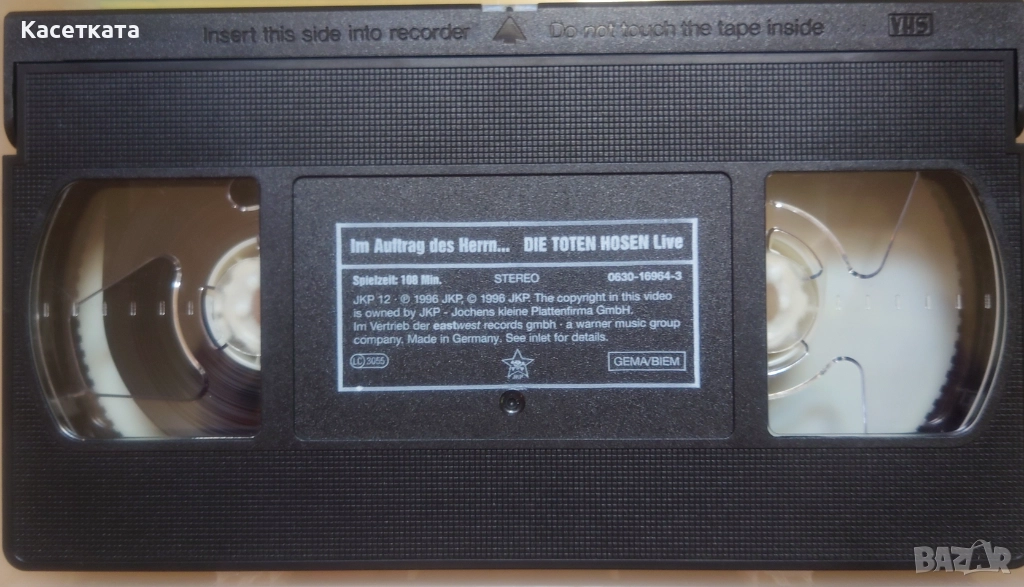 Касетката
Insert this side into recorder Do not touch the tape inside VHS
Im Auftrag des Herrn... DIE TOTEN HOSEN Live
Spielzeit: 108 Min. STEREO 0630-16964-3
JKP 12 · ℗ 1996 JKP, © 1996 JKP. The copyright in this video
is owned by JKP - Jochens kleine Plattenfirma GmbH.
Im Vertrieb der eastwest records gmbh · a warner music group
company. Made in Germany. See inlet for details.
LC 3055 GEMA/BIEM
BAZAR